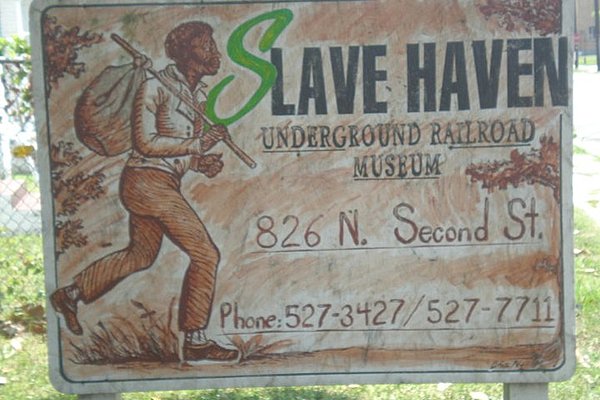 SLAVE HAVEN
UNDERGROUND RAILROAD
MUSEUM
826 N. Second St.
Phone: 527-3427/527-7711